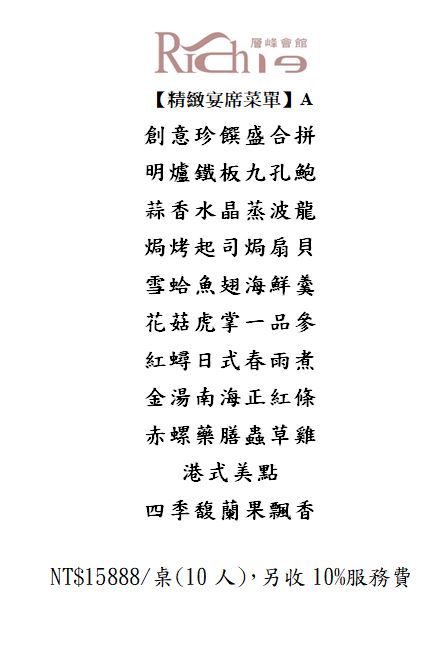 Rich19 層峰會館
【精緻宴席菜單】A
創意珍饌盛合拼
明爐鐵板九孔鮑
蒜香水晶蒸波龍
焗烤起司焗扇貝
雪蛤魚翅海鮮羹
花菇虎掌一品參
紅蟳日式春雨煮
金湯南海正紅條
赤螺藥膳蟲草雞
港式美點
四季馥蘭果飄香
NT$15888/桌(10人)，另收10%服務費